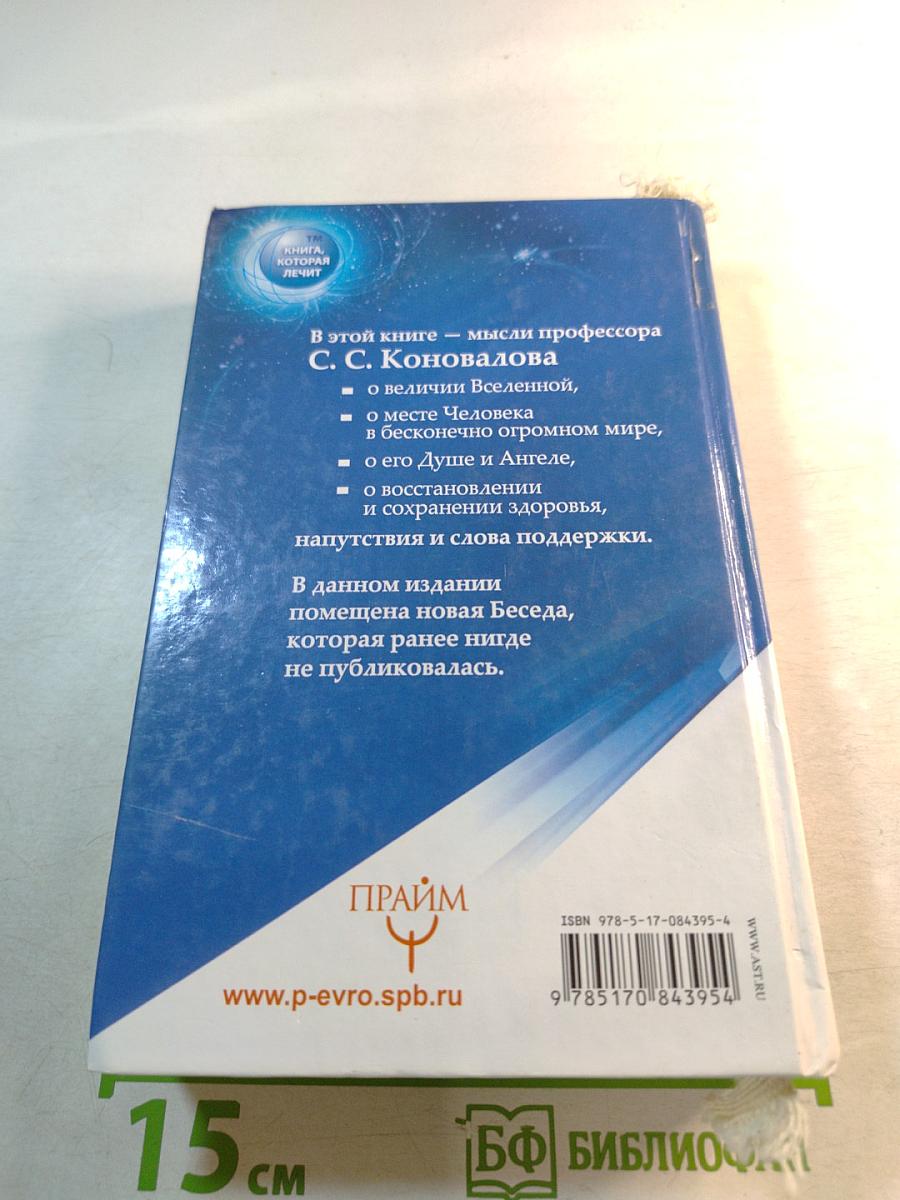 TM
КНИГА,
КОТОРАЯ
ЛЕЧИТ
В этой книге — мысли профессора
С. С. Коновалова
о величии Вселенной,
о месте Человека
в бесконечно огромном мире,
о его Душе и Ангеле,
о восстановлении
и сохранении здоровья,
напутствия и слова поддержки.
В данном издании
помещена новая Беседа,
которая ранее нигде
не публиковалась.
ПРАЙМ
www.p-evro.spb.ru
ISBN 978-5-17-084395-4
9 785170 843954
WWW.AST.RU
15 см
БФ